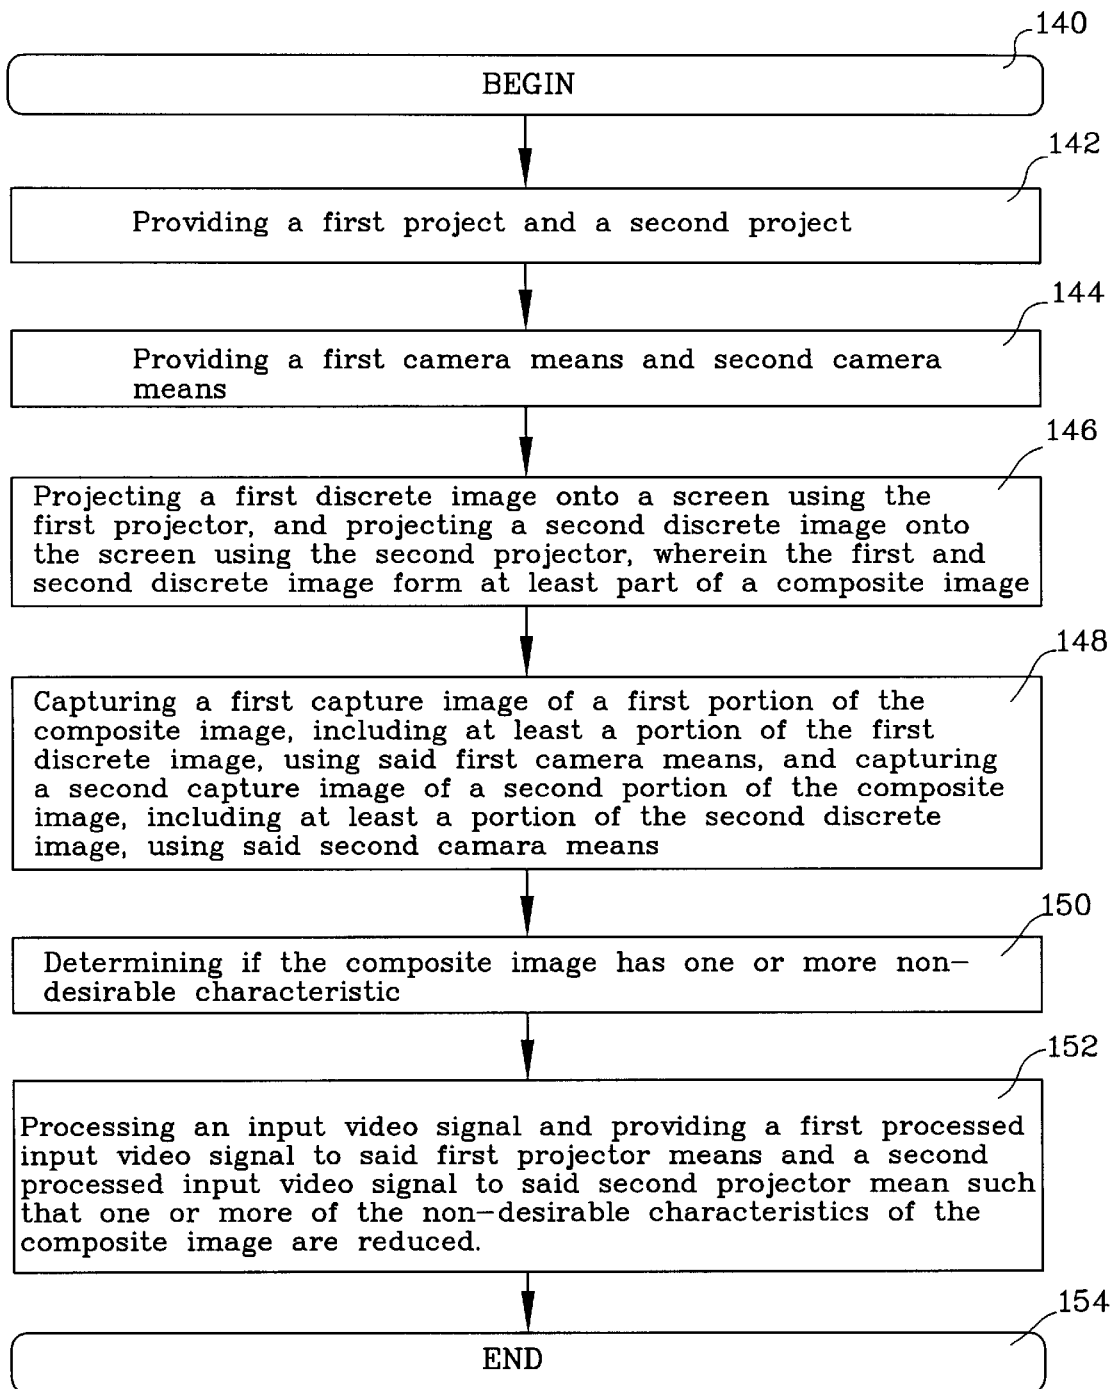 140
BEGIN
142
Providing a first project and a second project
144
Providing a first camera means and second camera
means
146
Projecting a first discrete image onto a screen using the
first projector, and projecting a second discrete image onto
the screen using the second projector, wherein the first and
second discrete image form at least part of a composite image
148
Capturing a first capture image of a first portion of the
composite image, including at least a portion of the first
discrete image, using said first camera means, and capturing
a second capture image of a second portion of the composite
image, including at least a portion of the second discrete
image, using said second camara means
150
Determining if the composite image has one or more non-
desirable characteristic
152
Processing an input video signal and providing a first processed
input video signal to said first projector means and a second
processed input video signal to said second projector mean such
that one or more of the non-desirable characteristics of the
composite image are reduced.
154
END